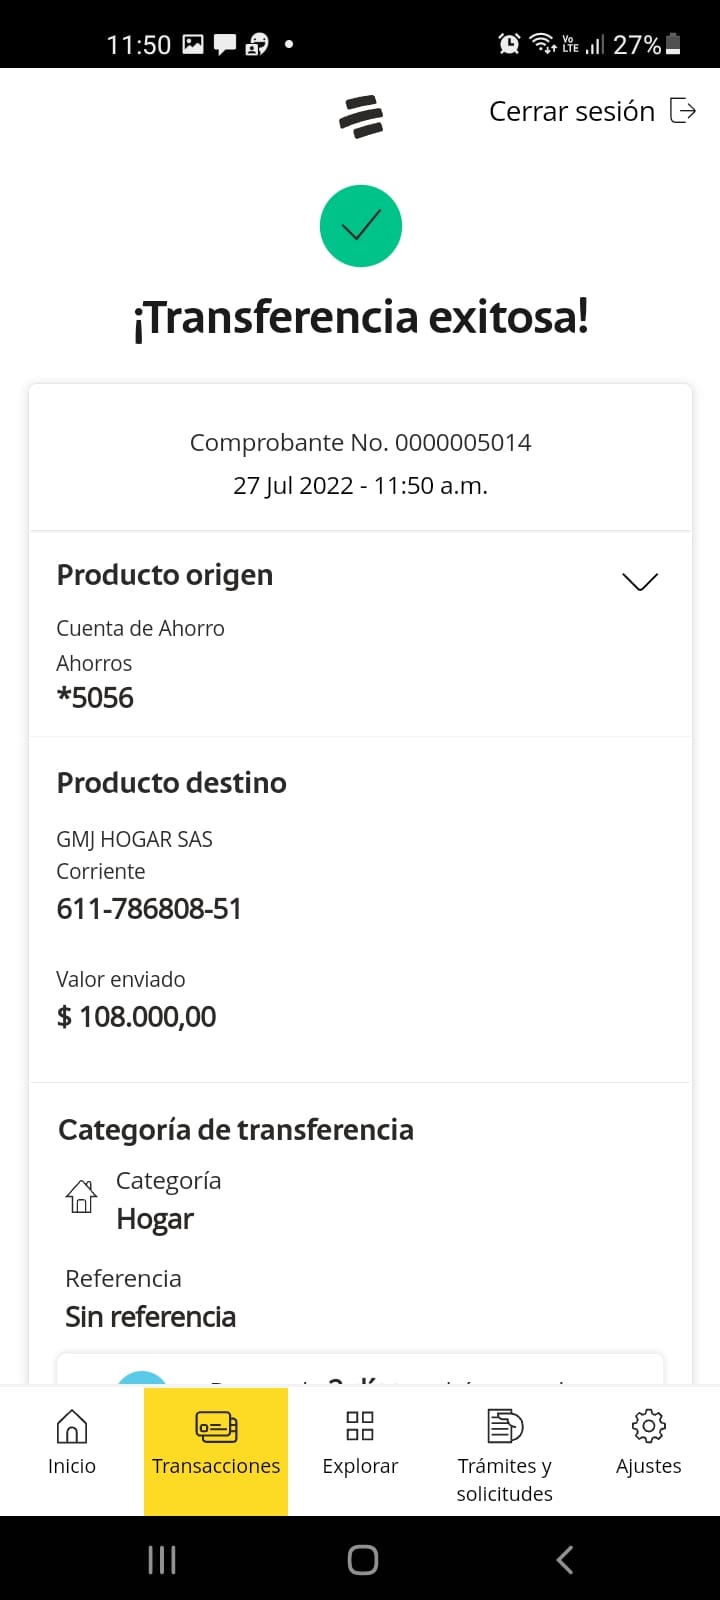 11:50
Vo
LTE
27%
Cerrar sesión
¡Transferencia exitosa!
Comprobante No. 0000005014
27 Jul 2022 - 11:50 a.m.
Producto origen
Cuenta de Ahorro
Ahorros
*5056
Producto destino
GMJ HOGAR SAS
Corriente
611-786808-51
Valor enviado
$ 108.000,00
Categoría de transferencia
Categoría
Hogar
Referencia
Sin referencia
Inicio
Transacciones
Explorar
Trámites y
solicitudes
Ajustes